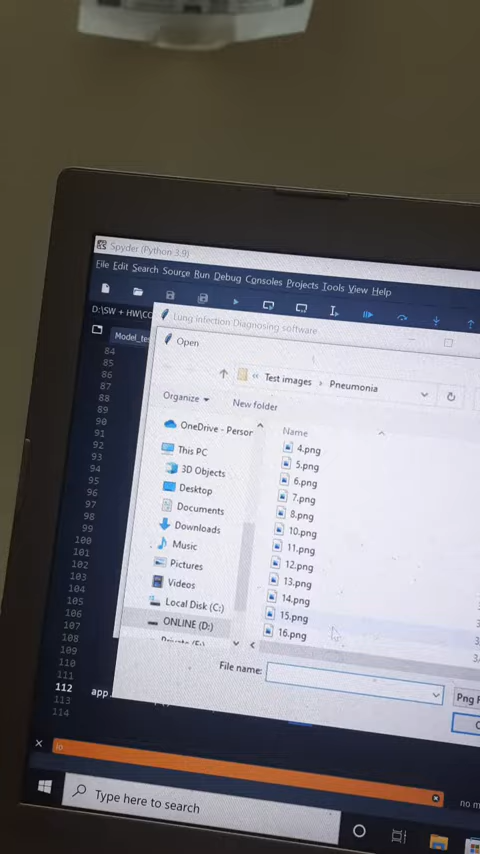 Spyder (Python 3.9)
File Edit Search Source Run Debug Consoles Projects Tools View Help
D:\SW + HW\CO
Lung Infection Diagnosing software
Model_te
Open
Test images › Pneumonia
Organize
New folder
Name
OneDrive - Person
This PC
3D Objects
Desktop
Documents
Downloads
Music
Pictures
Videos
Local Disk (C:)
ONLINE (D:)
4.png
5.png
6.png
7.png
8.png
10.png
11.png
12.png
13.png
14.png
15.png
16.png
File name:
Png F
84
85
86
87
88
89
90
91
92
93
94
95
96
97
98
99
100
101
102
103
104
105
106
107
108
109
110
111
112 app
113
114
no m
Type here to search